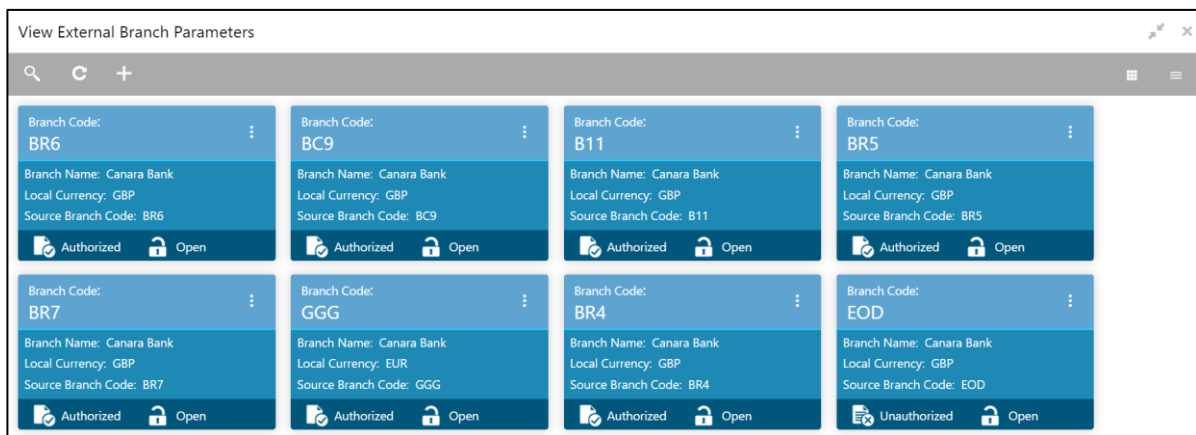 View External Branch Parameters
Branch Code:
BR6
Branch Name: Canara Bank
Local Currency: GBP
Source Branch Code: BR6
Authorized Open
Branch Code:
BC9
Branch Name: Canara Bank
Local Currency: GBP
Source Branch Code: BC9
Authorized Open
Branch Code:
B11
Branch Name: Canara Bank
Local Currency: GBP
Source Branch Code: B11
Authorized Open
Branch Code:
BR5
Branch Name: Canara Bank
Local Currency: GBP
Source Branch Code: BR5
Authorized Open
Branch Code:
BR7
Branch Name: Canara Bank
Local Currency: GBP
Source Branch Code: BR7
Authorized Open
Branch Code:
GGG
Branch Name: Canara Bank
Local Currency: EUR
Source Branch Code: GGG
Authorized Open
Branch Code:
BR4
Branch Name: Canara Bank
Local Currency: GBP
Source Branch Code: BR4
Authorized Open
Branch Code:
EOD
Branch Name: Canara Bank
Local Currency: GBP
Source Branch Code: EOD
Unauthorized Open